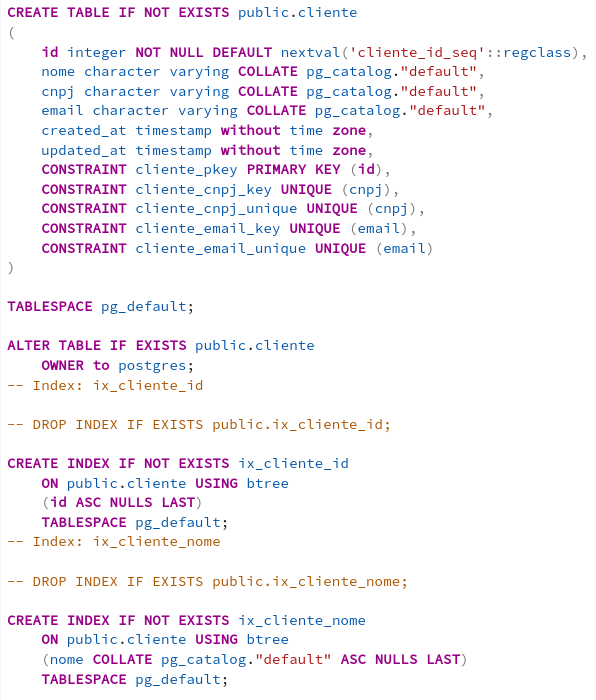 CREATE TABLE IF NOT EXISTS public.cliente
(
    id integer NOT NULL DEFAULT nextval('cliente_id_seq'::regclass),
    nome character varying COLLATE pg_catalog."default",
    cnpj character varying COLLATE pg_catalog."default",
    email character varying COLLATE pg_catalog."default",
    created_at timestamp without time zone,
    updated_at timestamp without time zone,
    CONSTRAINT cliente_pkey PRIMARY KEY (id),
    CONSTRAINT cliente_cnpj_key UNIQUE (cnpj),
    CONSTRAINT cliente_cnpj_unique UNIQUE (cnpj),
    CONSTRAINT cliente_email_key UNIQUE (email),
    CONSTRAINT cliente_email_unique UNIQUE (email)
)

TABLESPACE pg_default;

ALTER TABLE IF EXISTS public.cliente
    OWNER to postgres;
-- Index: ix_cliente_id

-- DROP INDEX IF EXISTS public.ix_cliente_id;

CREATE INDEX IF NOT EXISTS ix_cliente_id
    ON public.cliente USING btree
    (id ASC NULLS LAST)
    TABLESPACE pg_default;
-- Index: ix_cliente_nome

-- DROP INDEX IF EXISTS public.ix_cliente_nome;

CREATE INDEX IF NOT EXISTS ix_cliente_nome
    ON public.cliente USING btree
    (nome COLLATE pg_catalog."default" ASC NULLS LAST)
    TABLESPACE pg_default;